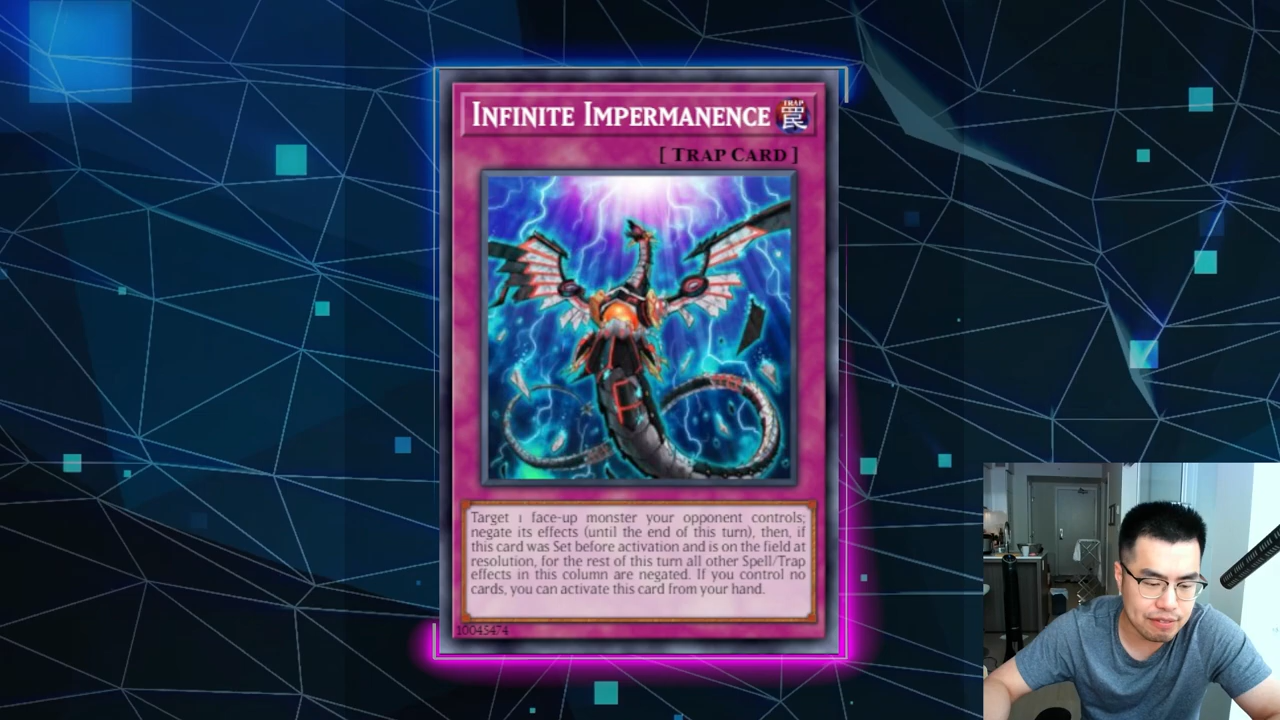 INFINITE IMPERMANENCE
TRAP
罠
[ TRAP CARD ]
Target 1 face-up monster your opponent controls;
negate its effects (until the end of this turn), then, if
this card was Set before activation and is on the field at
resolution, for the rest of this turn all other Spell/Trap
effects in this column are negated. If you control no
cards, you can activate this card from your hand.
10045474